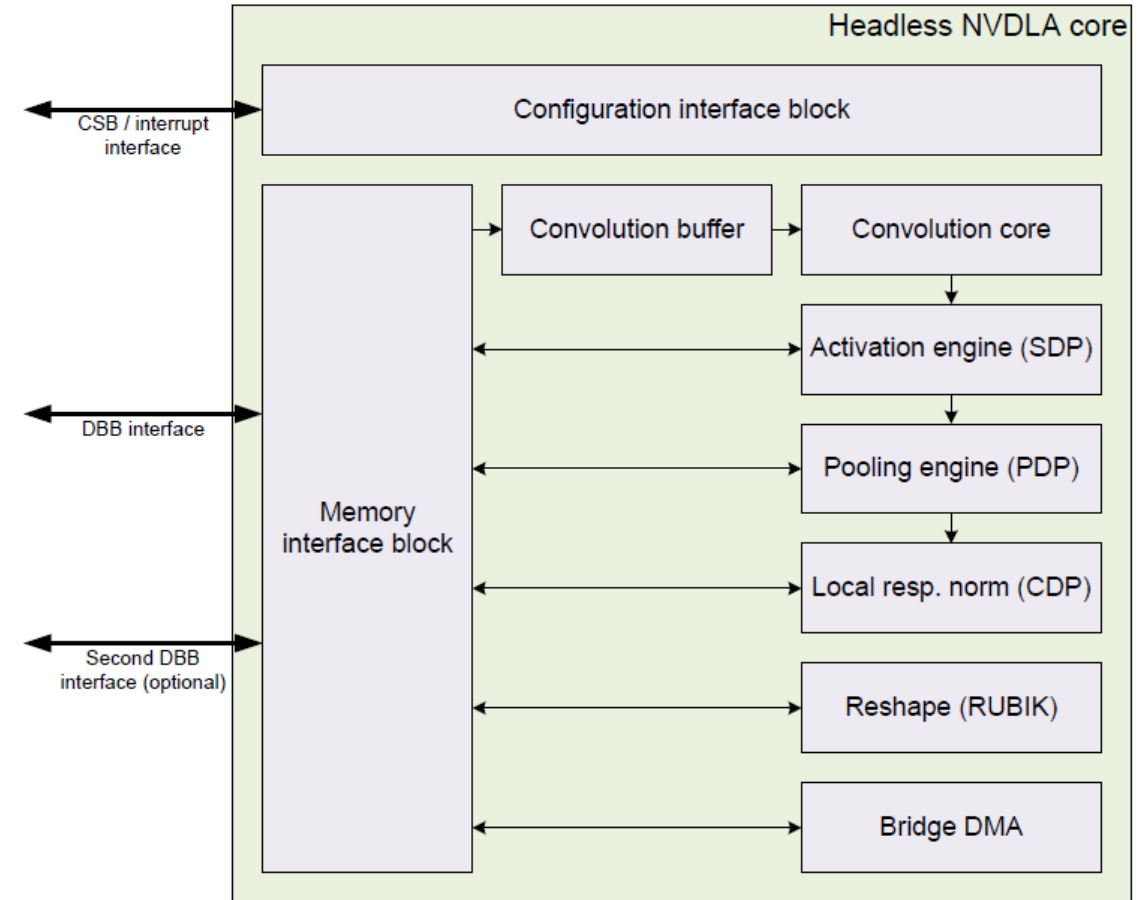 Headless NVDLA core
Configuration interface block
CSB / interrupt
interface
Convolution buffer
Convolution core
Activation engine (SDP)
DBB interface
Pooling engine (PDP)
Memory
interface block
Local resp. norm (CDP)
Second DBB
interface (optional)
Reshape (RUBIK)
Bridge DMA